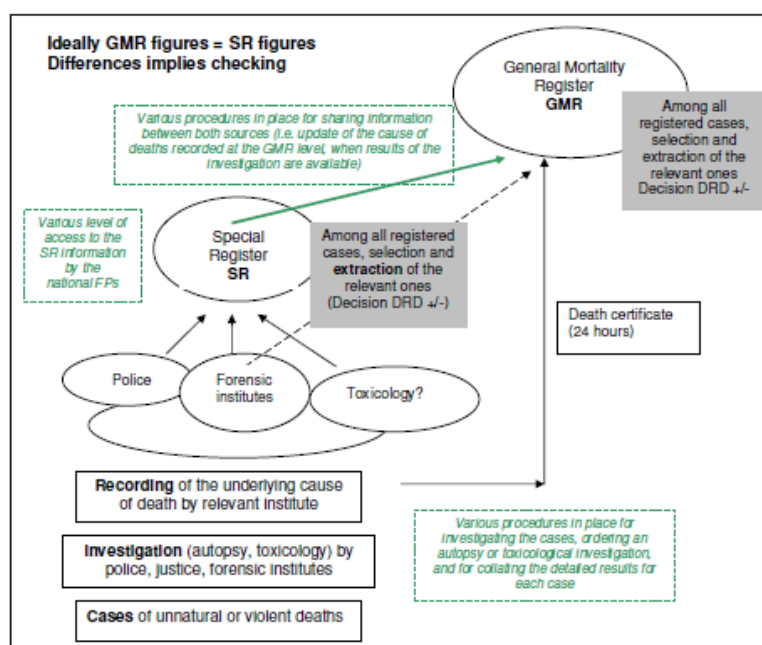 Ideally GMR figures = SR figures
Differences implies checking
General Mortality
Register
GMR
Among all
registered cases,
selection and
extraction of the
relevant ones
Decision DRD +/-
Various procedures in place for sharing information
between both sources (i.e. update of the cause of
deaths recorded at the GMR level, when results of
the investigation are available)
Various level of
access to the
SR information
by the
national FPs
Special
Register
SR
Among all registered
cases, selection and
extraction of the
relevant ones
(Decision DRD +/-)
Death certificate
(24 hours)
Police
Forensic
institutes
Toxicology?
Recording of the underlying cause
of death by relevant institute
Various procedures in place for
investigating the cases, ordering an
autopsy or toxicological investigation,
and for collating the detailed results for
each case
Investigation (autopsy, toxicology) by
police, justice, forensic institutes
Cases of unnatural or violent deaths